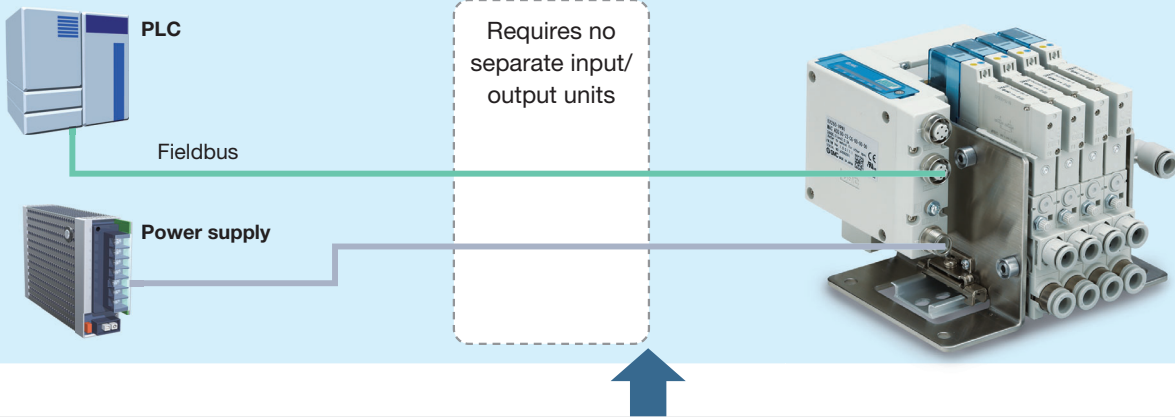 PLC
Requires no
separate input/
output units
Fieldbus
Power supply